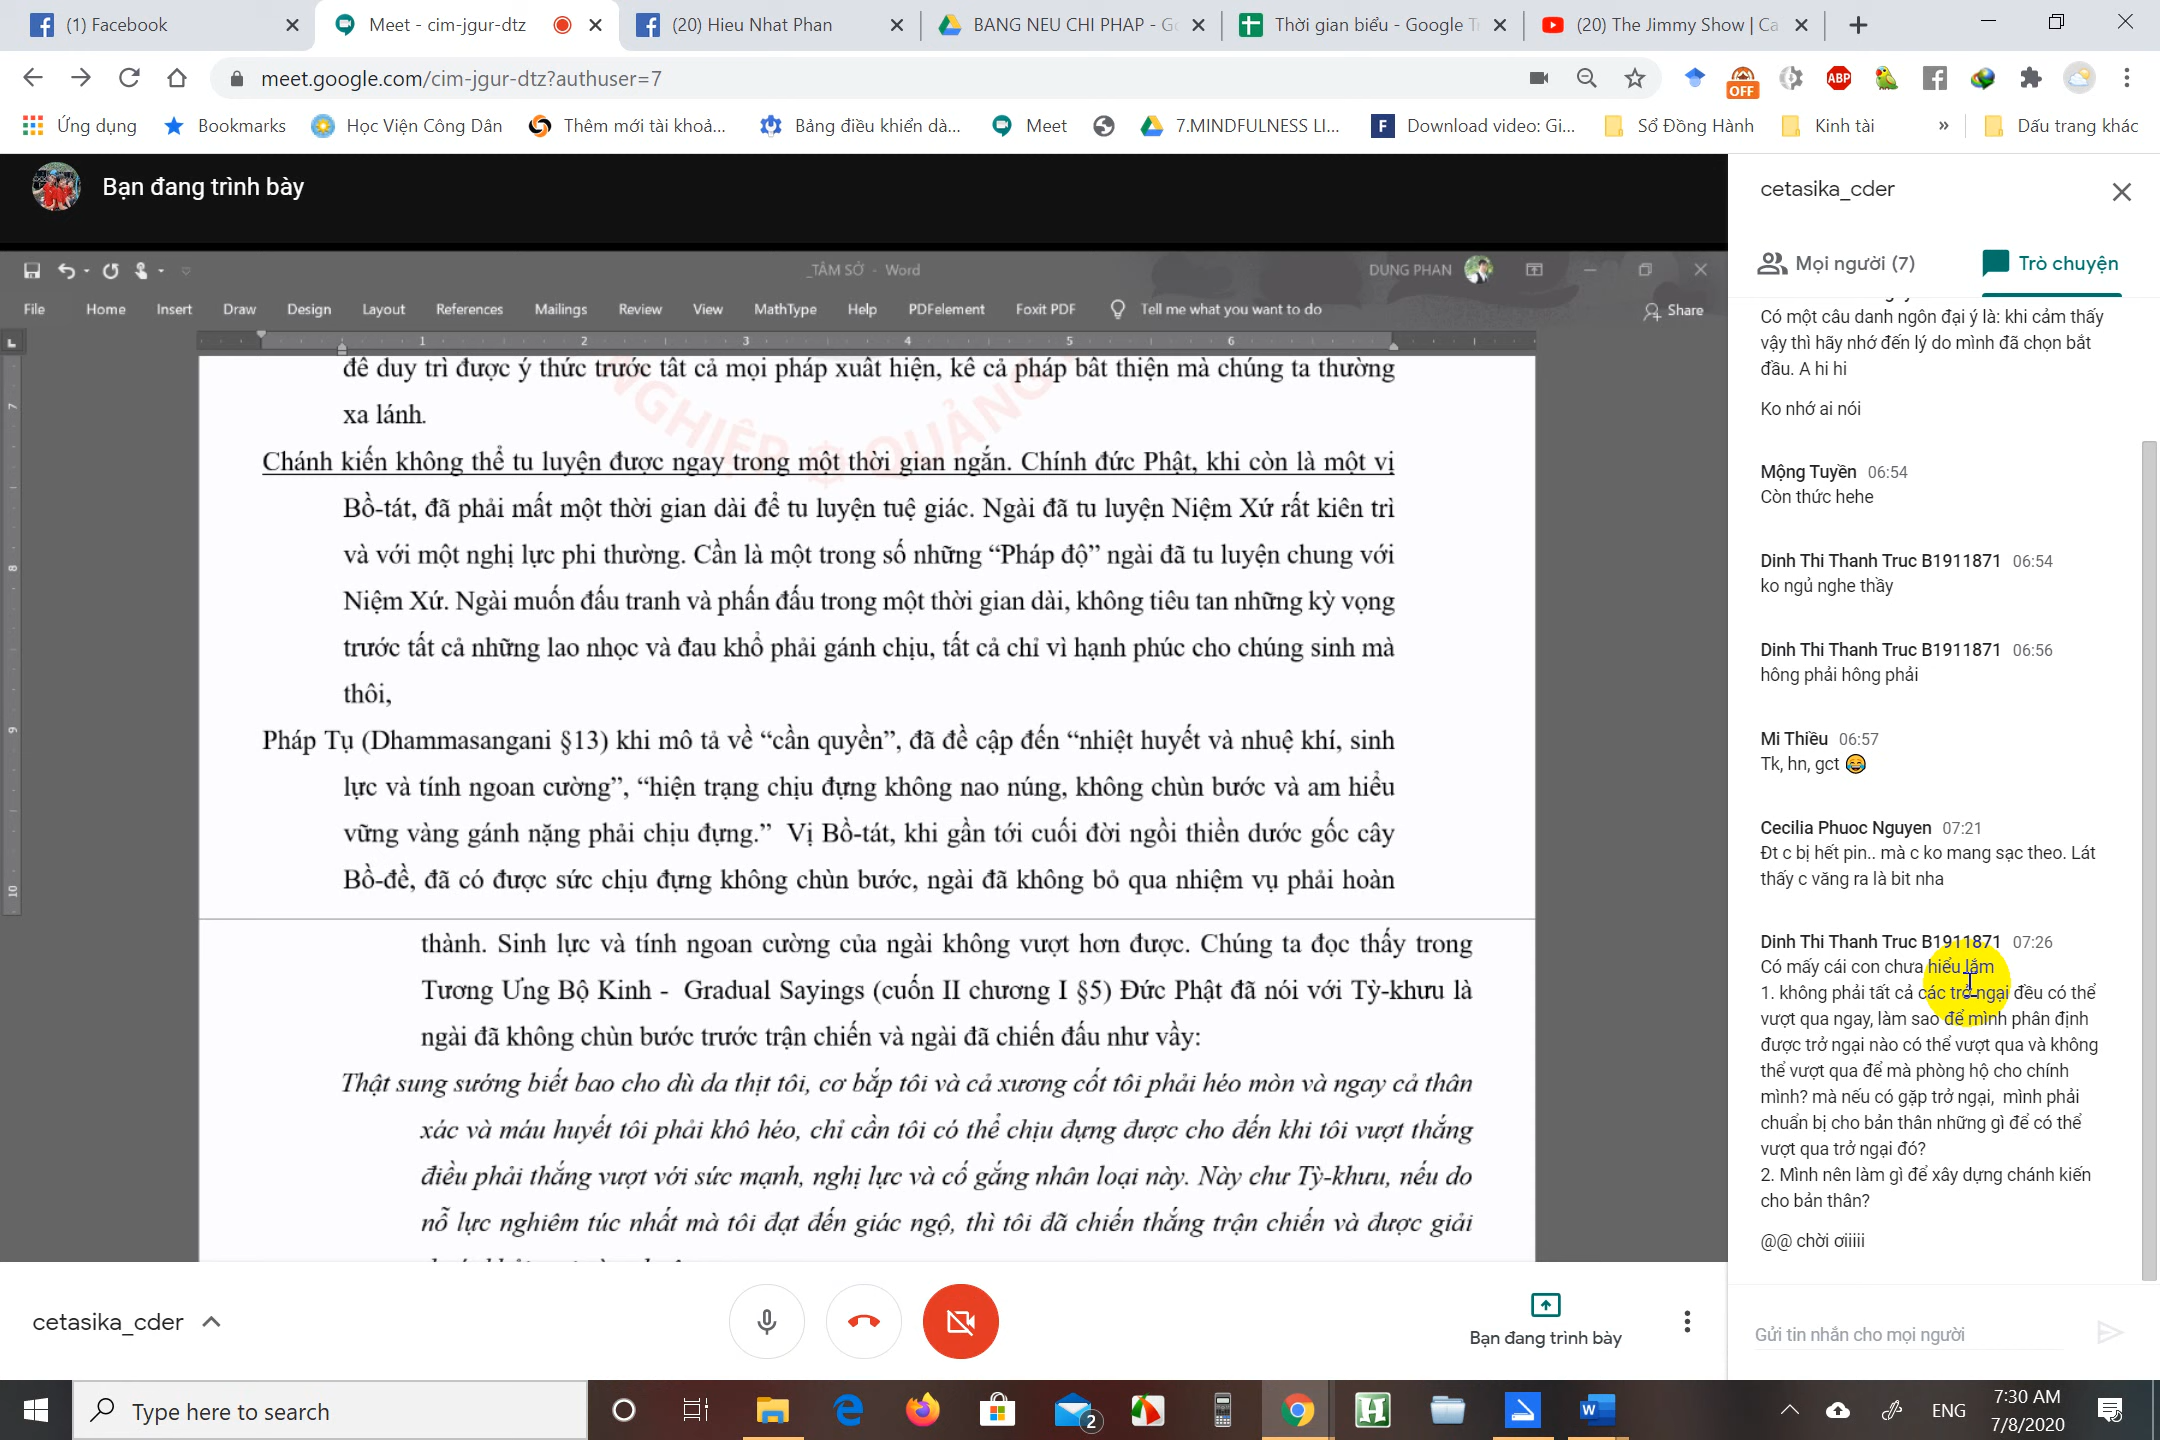 (1) Facebook
Meet - cim-jgur-dtz
(20) Hieu Nhat Phan
BANG NEU CHI PHAP - Go
Thời gian biểu - Google Tr
(20) The Jimmy Show | Ca
meet.google.com/cim-jgur-dtz?authuser=7
OFF
ABP
Ứng dụng
Bookmarks
Học Viện Công Dân
Thêm mới tài khoả...
Bảng điều khiển dà...
Meet
7.MINDFULNESS LI...
Download video: Gi...
Sổ Đồng Hành
Kinh tài
»
Dấu trang khác
Bạn đang trình bày
_TÂM SỞ - Word
DUNG PHAN
File Home Insert Draw Design Layout References Mailings Review View MathType Help PDFelement Foxit PDF Tell me what you want to do Share
1 2 3 4 5 6
7
8
9
10
NGHIỆP QUẢNG
để duy trì được ý thức trước tất cả mọi pháp xuất hiện, kể cả pháp bất thiện mà chúng ta thường
xa lánh.
Chánh kiến không thể tu luyện được ngay trong một thời gian ngắn. Chính đức Phật, khi còn là một vị
Bồ-tát, đã phải mất một thời gian dài để tu luyện tuệ giác. Ngài đã tu luyện Niệm Xứ rất kiên trì
và với một nghị lực phi thường. Cần là một trong số những “Pháp độ” ngài đã tu luyện chung với
Niệm Xứ. Ngài muốn đấu tranh và phấn đấu trong một thời gian dài, không tiêu tan những kỳ vọng
trước tất cả những lao nhọc và đau khổ phải gánh chịu, tất cả chỉ vì hạnh phúc cho chúng sinh mà
thôi,
Pháp Tụ (Dhammasangani §13) khi mô tả về “cần quyền”, đã đề cập đến “nhiệt huyết và nhuệ khí, sinh
lực và tính ngoan cường”, “hiện trạng chịu đựng không nao núng, không chùn bước và am hiểu
vững vàng gánh nặng phải chịu đựng.” Vị Bồ-tát, khi gần tới cuối đời ngồi thiền dước gốc cây
Bồ-đề, đã có được sức chịu đựng không chùn bước, ngài đã không bỏ qua nhiệm vụ phải hoàn
thành. Sinh lực và tính ngoan cường của ngài không vượt hơn được. Chúng ta đọc thấy trong
Tương Ưng Bộ Kinh - Gradual Sayings (cuốn II chương I §5) Đức Phật đã nói với Tỳ-khưu là
ngài đã không chùn bước trước trận chiến và ngài đã chiến đấu như vầy:
Thật sung sướng biết bao cho dù da thịt tôi, cơ bắp tôi và cả xương cốt tôi phải héo mòn và ngay cả thân
xác và máu huyết tôi phải khô héo, chỉ cần tôi có thể chịu đựng được cho đến khi tôi vượt thắng
điều phải thắng vượt với sức mạnh, nghị lực và cố gắng nhân loại này. Này chư Tỳ-khưu, nếu do
nỗ lực nghiêm túc nhất mà tôi đạt đến giác ngộ, thì tôi đã chiến thắng trận chiến và được giải
cetasika_cder
Mọi người (7)
Trò chuyện
Có một câu danh ngôn đại ý là: khi cảm thấy
vậy thì hãy nhớ đến lý do mình đã chọn bắt
đầu. A hi hi
Ko nhớ ai nói
Mộng Tuyền 06:54
Còn thức hehe
Dinh Thi Thanh Truc B1911871 06:54
ko ngủ nghe thầy
Dinh Thi Thanh Truc B1911871 06:56
hông phải hông phải
Mi Thiều 06:57
Tk, hn, gct 😂
Cecilia Phuoc Nguyen 07:21
Đt c bị hết pin.. mà c ko mang sạc theo. Lát
thấy c văng ra là bit nha
Dinh Thi Thanh Truc B1911871 07:26
Có mấy cái con chưa hiểu lắm
1. không phải tất cả các trở ngại đều có thể
vượt qua ngay, làm sao để mình phân định
được trở ngại nào có thể vượt qua và không
thể vượt qua để mà phòng hộ cho chính
mình? mà nếu có gặp trở ngại, mình phải
chuẩn bị cho bản thân những gì để có thể
vượt qua trở ngại đó?
2. Mình nên làm gì để xây dựng chánh kiến
cho bản thân?
@@ chời ơiiiii
Gửi tin nhắn cho mọi người
cetasika_cder
Bạn đang trình bày
Type here to search
2
ENG
7:30 AM
7/8/2020